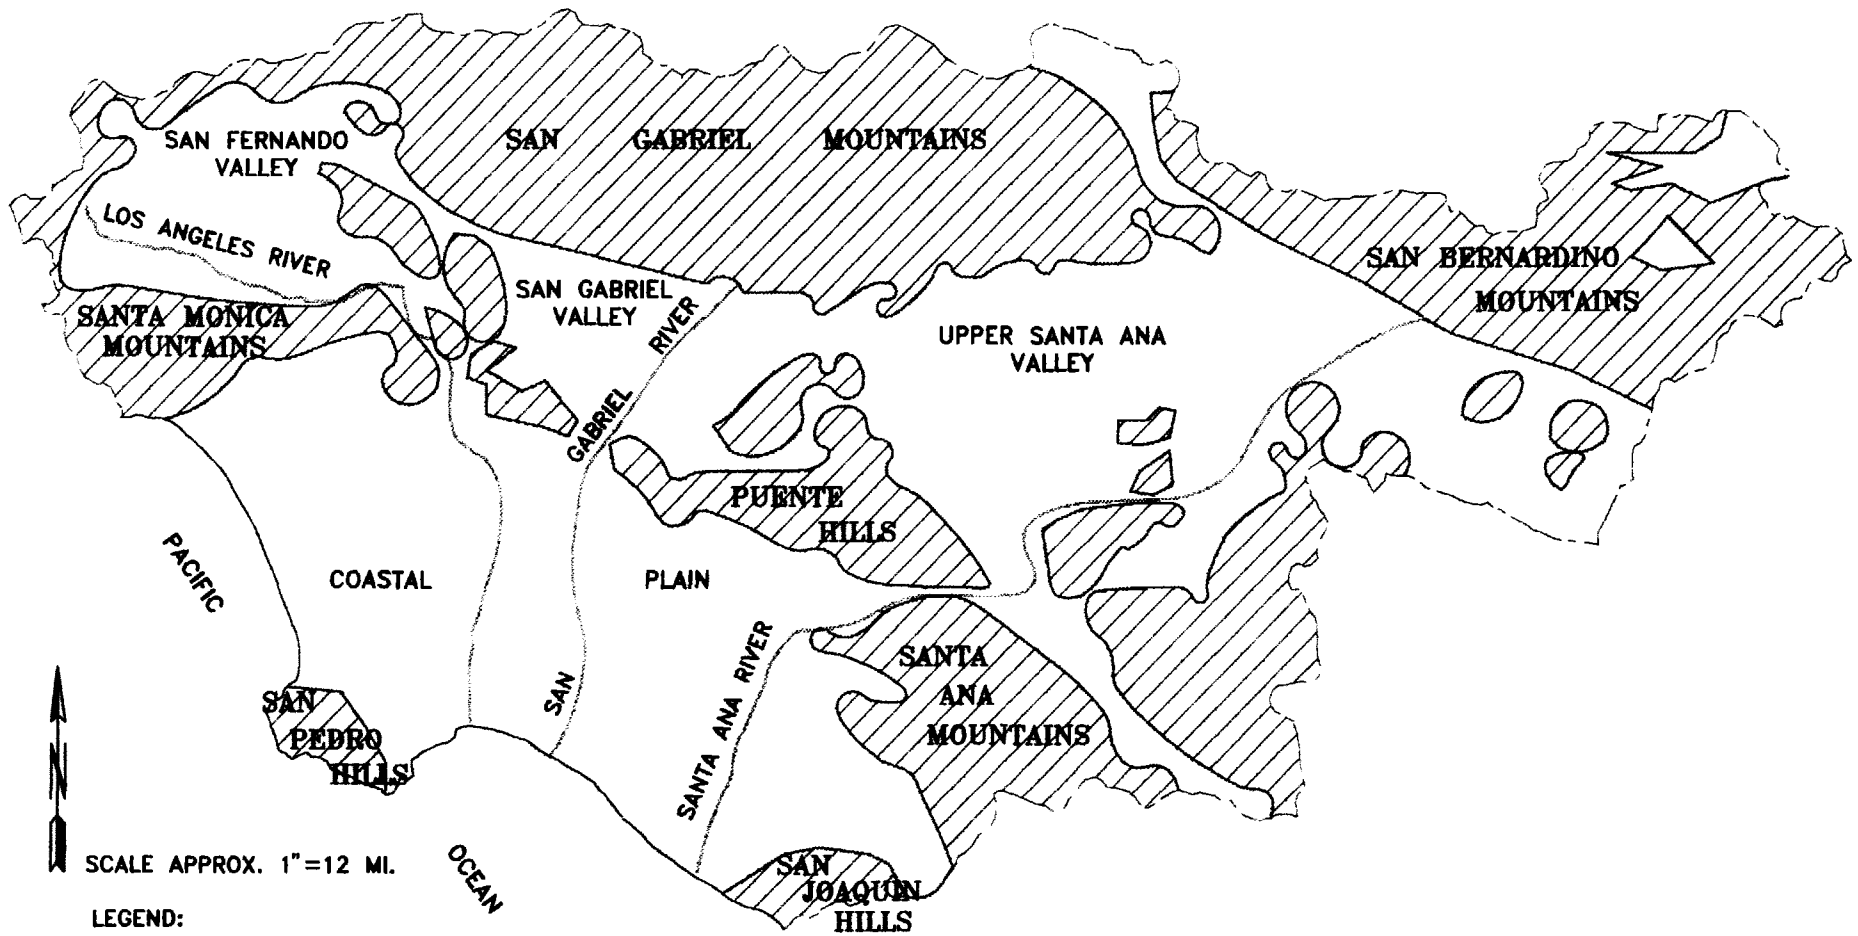 SAN FERNANDO
VALLEY
SAN GABRIEL MOUNTAINS
LOS ANGELES RIVER
SAN BERNARDINO
MOUNTAINS
SANTA MONICA
MOUNTAINS
SAN GABRIEL
VALLEY
SAN GABRIEL RIVER
UPPER SANTA ANA
VALLEY
PUENTE
HILLS
PACIFIC
OCEAN
COASTAL PLAIN
SANTA ANA RIVER
SANTA
ANA
MOUNTAINS
SAN
PEDRO
HILLS
SAN
JOAQUIN
HILLS
N
SCALE APPROX. 1"=12 MI.
LEGEND: